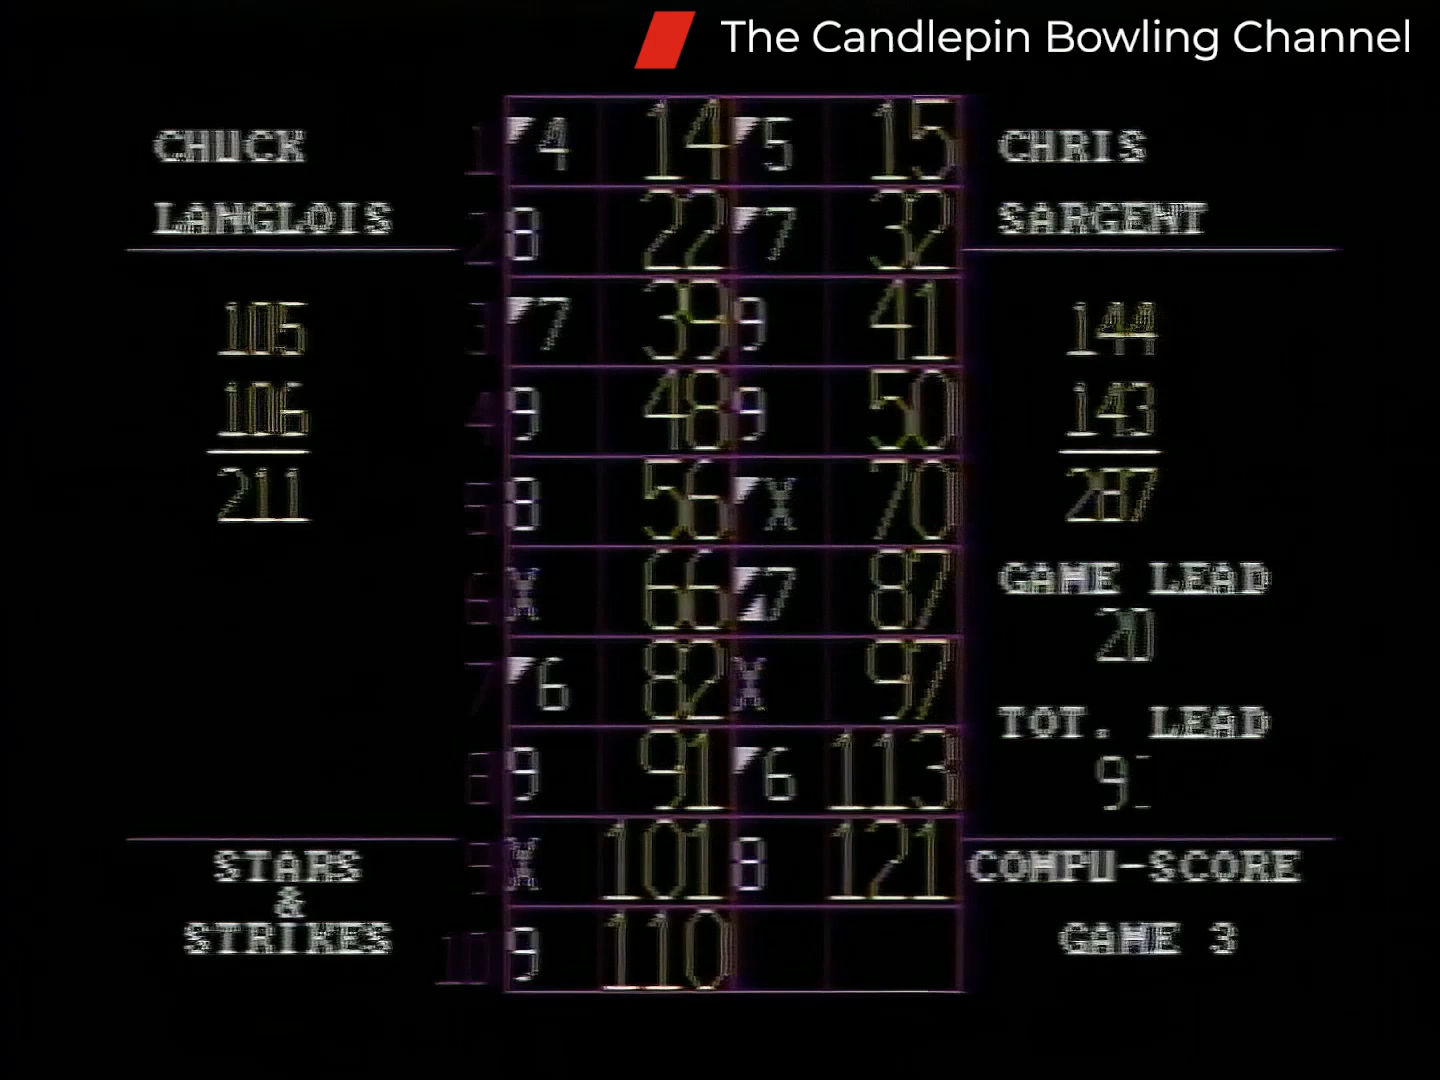 The Candlepin Bowling Channel
CHUCK
LANGLOIS
105
106
211
STARS
&
STRIKES
1 4 14 5 15
2 8 22 7 32
3 7 39 9 41
4 9 48 9 50
5 8 56 X 70
6 X 66 7 87
7 6 82 X 97
8 9 91 6 113
9 X 101 8 121
10 9 110
CHRIS
SARGENT
144
143
287
GAME LEAD
20
TOT. LEAD
COMPU-SCORE
GAME 3